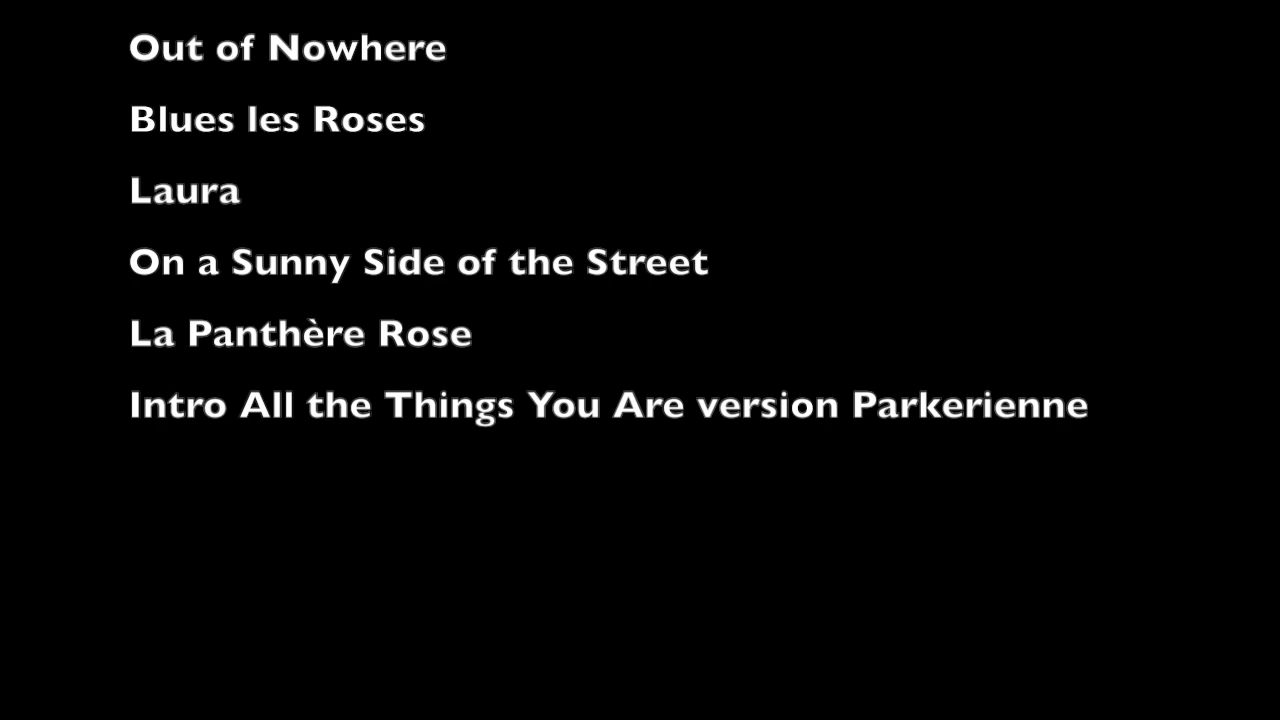 Out of Nowhere
Blues les Roses
Laura
On a Sunny Side of the Street
La Panthère Rose
Intro All the Things You Are version Parkerienne